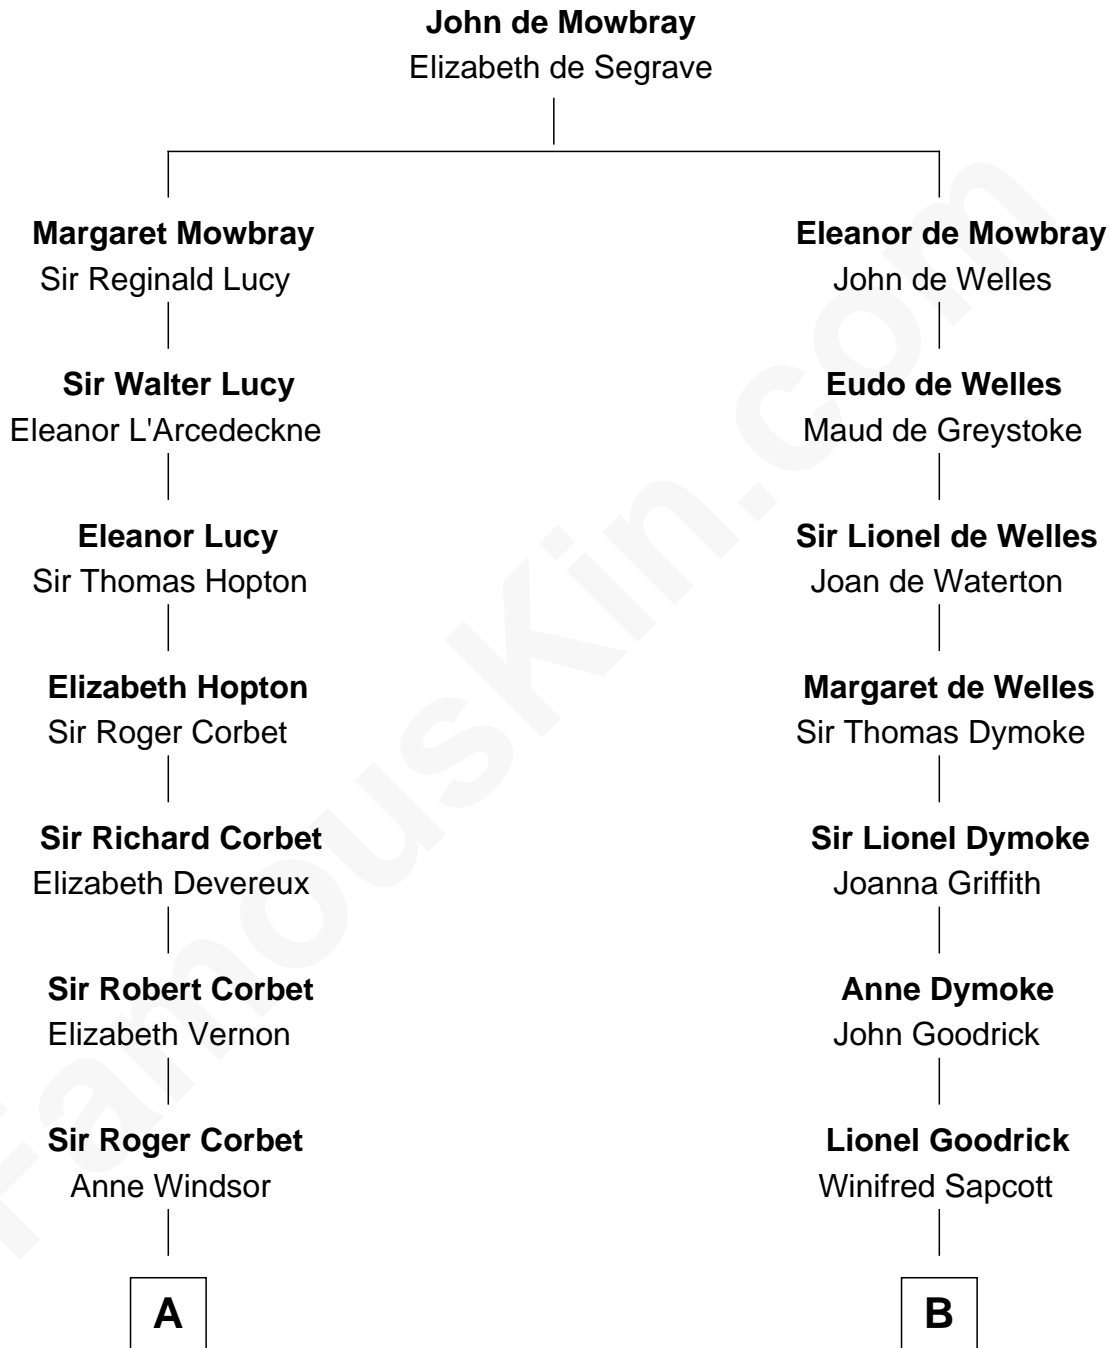 John de Mowbray
Elizabeth de Segrave
Margaret Mowbray
Sir Reginald Lucy
Eleanor de Mowbray
John de Welles
Sir Walter Lucy
Eleanor L'Arcedeckne
Eudo de Welles
Maud de Greystoke
Eleanor Lucy
Sir Thomas Hopton
Sir Lionel de Welles
Joan de Waterton
Elizabeth Hopton
Sir Roger Corbet
Margaret de Welles
Sir Thomas Dymoke
Sir Richard Corbet
Elizabeth Devereux
Sir Lionel Dymoke
Joanna Griffith
Sir Robert Corbet
Elizabeth Vernon
Anne Dymoke
John Goodrick
Sir Roger Corbet
Anne Windsor
Lionel Goodrick
Winifred Sapcott
A
B
FamousKin.com